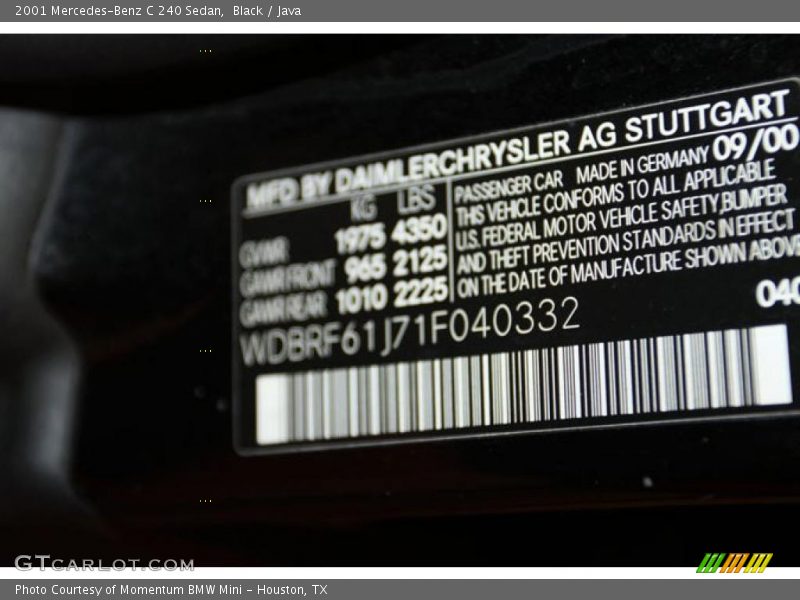 2001 Mercedes-Benz C 240 Sedan, Black / Java
MFD BY DAIMLERCHRYSLER AG STUTTGART
KG LBS
GVWR 1975 4350
GAWR FRONT 965 2125
GAWR REAR 1010 2225
09/00
PASSENGER CAR MADE IN GERMANY
THIS VEHICLE CONFORMS TO ALL APPLICABLE
U.S. FEDERAL MOTOR VEHICLE SAFETY, BUMPER
AND THEFT PREVENTION STANDARDS IN EFFECT
ON THE DATE OF MANUFACTURE SHOWN ABOVE
040
WDBRF61J71F040332
GTCARLOT.COM
Photo Courtesy of Momentum BMW Mini - Houston, TX